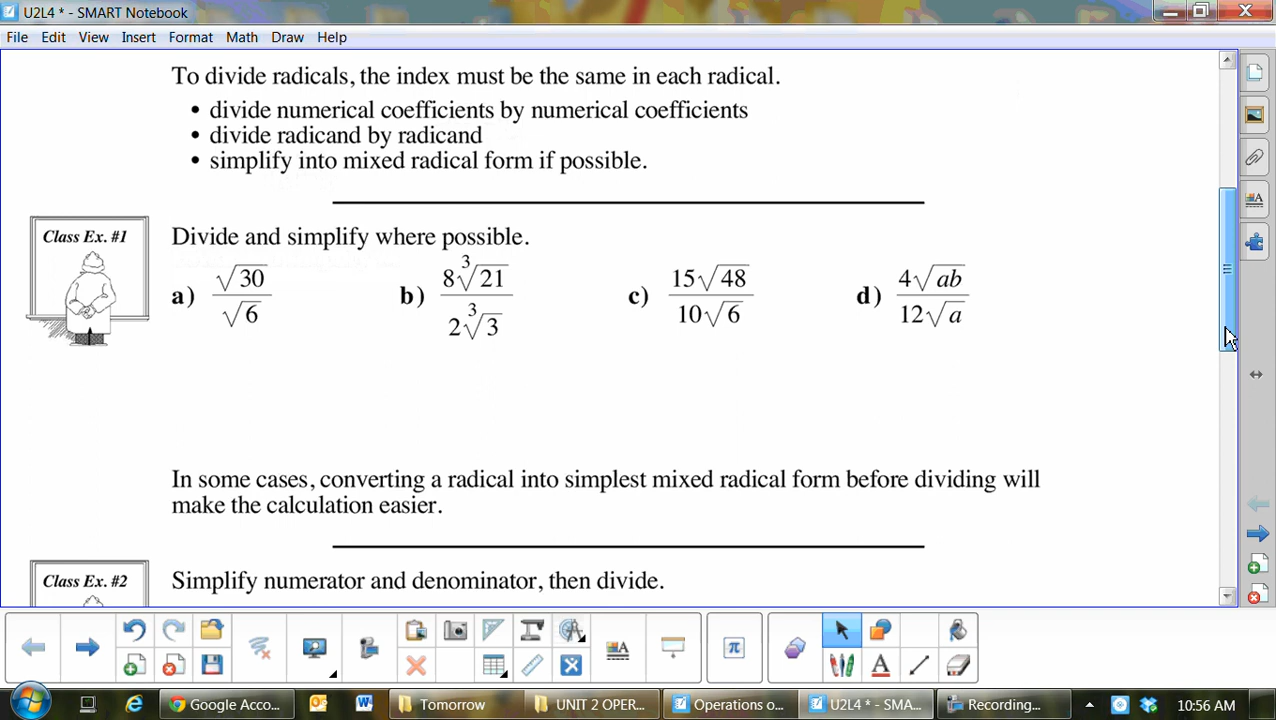 U2L4 * - SMART Notebook
File Edit View Insert Format Math Draw Help
To divide radicals, the index must be the same in each radical.
• divide numerical coefficients by numerical coefficients
• divide radicand by radicand
• simplify into mixed radical form if possible.
Class Ex. #1
Divide and simplify where possible.
a) √30 / √6 b) 8∛21 / 2∛3 c) 15√48 / 10√6 d) 4√ab / 12√a
In some cases, converting a radical into simplest mixed radical form before dividing will
make the calculation easier.
Class Ex. #2
Simplify numerator and denominator, then divide.
π
A
Google Acco... Tomorrow UNIT 2 OPER... Operations o... U2L4 * - SMA... Recording... 10:56 AM